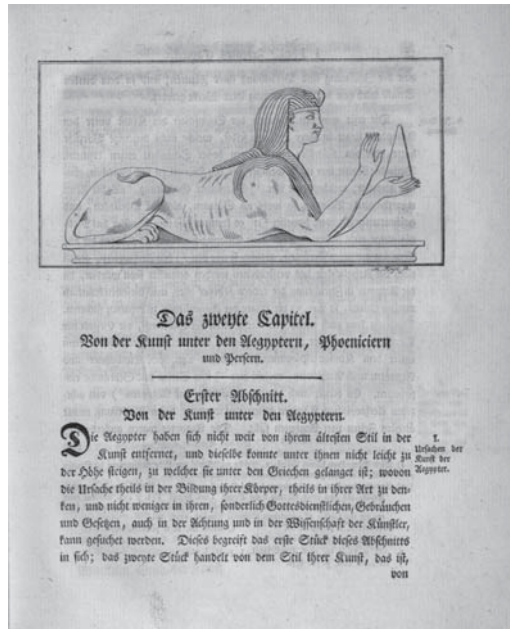 Das zweyte Capitel.
Von der Kunst unter den Aegyptern, Phoeniciern
und Persern.
Erster Abschnitt.
Von der Kunst unter den Aegyptern.
Die Aegypter haben sich nicht weit von ihrem ältesten Stil in der
Kunst entfernet, und dieselbe konnte unter ihnen nicht leicht zu
der Höhe steigen, zu welcher sie unter den Griechen gelanget ist; wovon
die Ursache theils in der Bildung ihrer Körper, theils in ihrer Art zu den-
ken, und nicht weniger in ihren, sonderlich Gottesdienstlichen, Gebräuchen
und Gesetzen, auch in der Achtung und in der Wissenschaft der Künstler,
kann gesuchet werden. Dieses begreift das erste Stück dieses Abschnitts
in sich; das zweyte Stück handelt von dem Stil ihrer Kunst, das ist,
von
I.
Ursachen der
Kunst der
Aegypter.